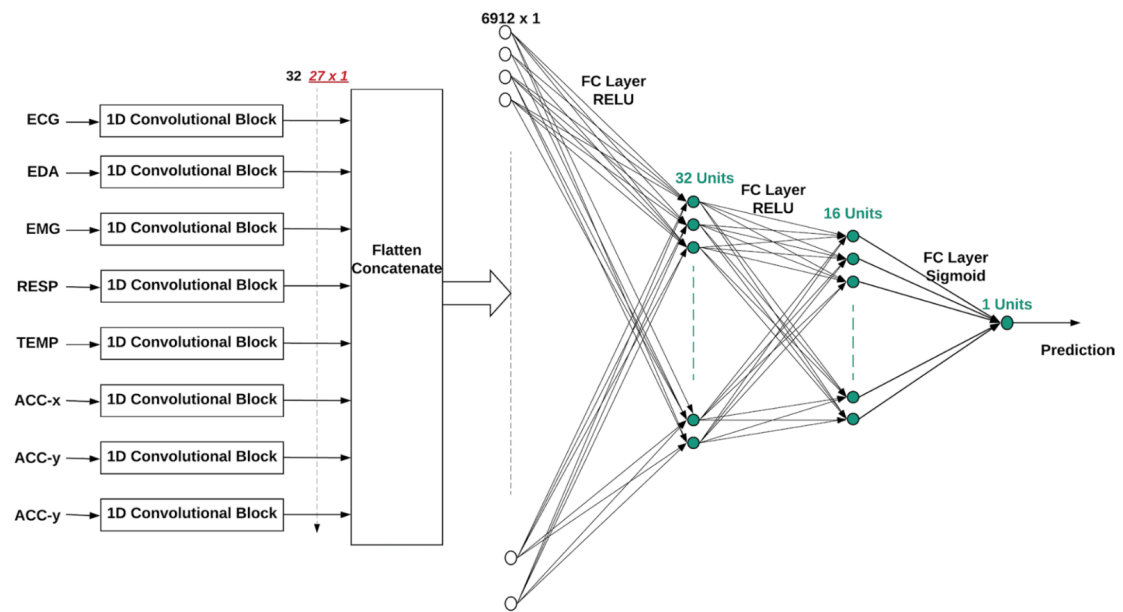 6912 x 1
32 27 x 1
FC Layer
RELU
ECG
1D Convolutional Block
EDA
1D Convolutional Block
32 Units
FC Layer
RELU
16 Units
EMG
1D Convolutional Block
Flatten
Concatenate
FC Layer
Sigmoid
RESP
1D Convolutional Block
1 Units
TEMP
1D Convolutional Block
Prediction
ACC-x
1D Convolutional Block
ACC-y
1D Convolutional Block
ACC-y
1D Convolutional Block